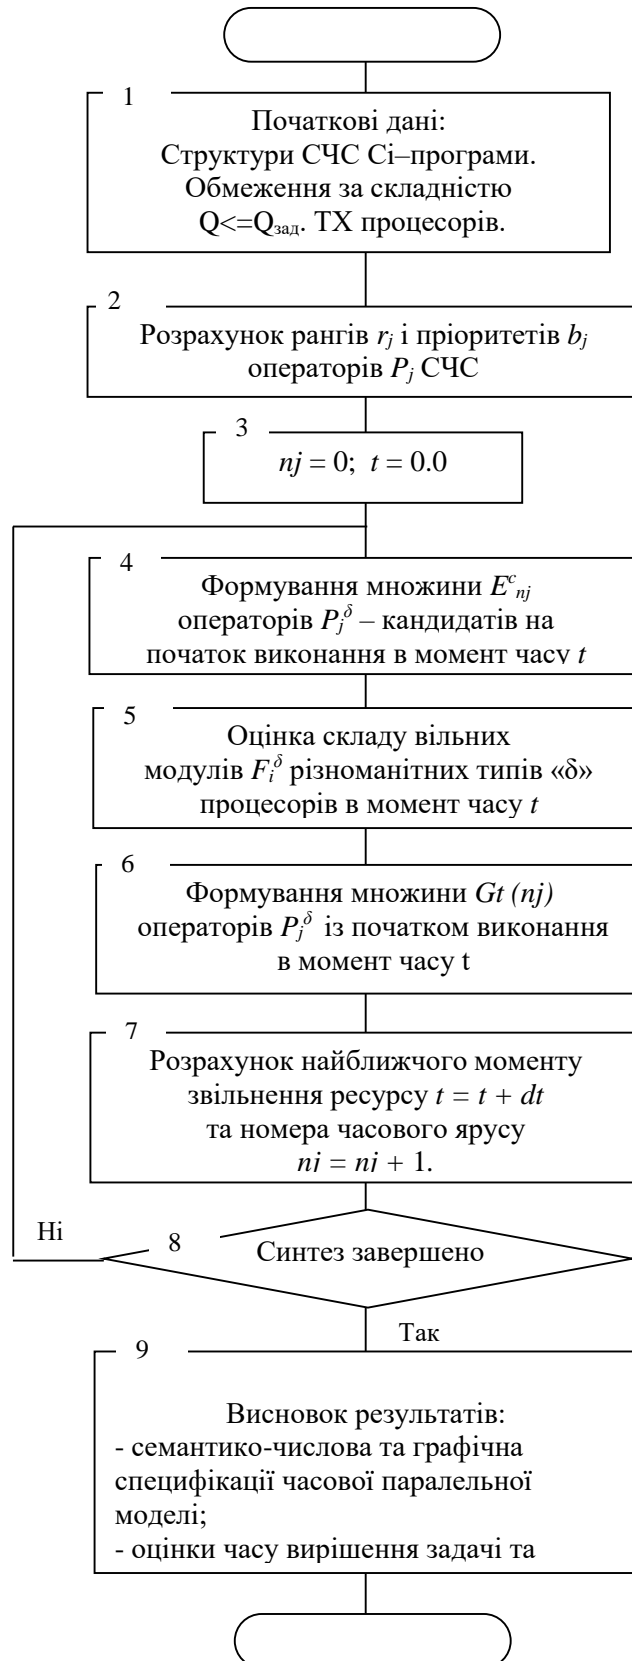 1
Початкові дані:
Структури СЧС Сі–програми.
Обмеження за складністю
Q<=Qзад. ТХ процесорів.
2
Розрахунок рангів rj і пріоритетів bj
операторів Pj СЧС
3
nj = 0; t = 0.0
4
Формування множини Ecnj
операторів Pjδ – кандидатів на
початок виконання в момент часу t
5
Оцінка складу вільних
модулів Fiδ різноманітних типів «δ»
процесорів в момент часу t
6
Формування множини Gt (nj)
операторів Pjδ із початком виконання
в момент часу t
7
Розрахунок найближчого моменту
звільнення ресурсу t = t + dt
та номера часового ярусу
nj = nj + 1.
Ні
8
Синтез завершено
Так
9
Висновок результатів:
- семантико-числова та графічна
специфікації часової паралельної
моделі;
- оцінки часу вирішення задачі та